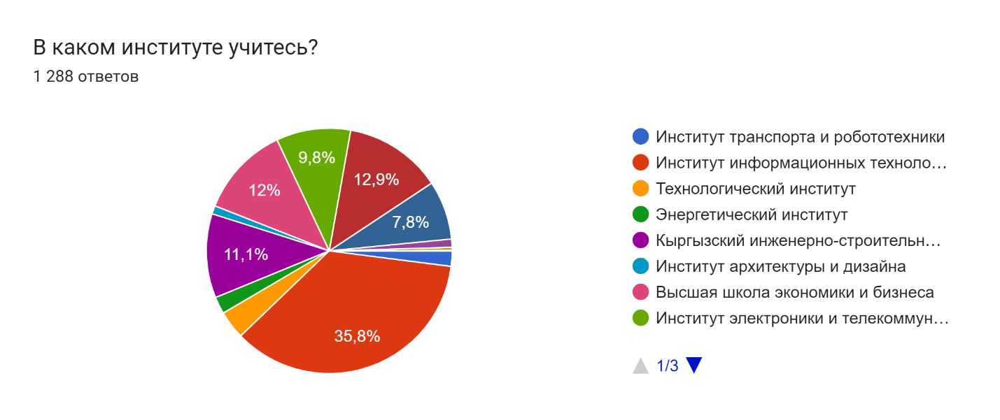 В каком институте учитесь?
1 288 ответов
9,8%
12,9%
12%
7,8%
11,1%
35,8%
Институт транспорта и робототехники
Институт информационных техноло…
Технологический институт
Энергетический институт
Кыргызский инженерно-строительн…
Институт архитектуры и дизайна
Высшая школа экономики и бизнеса
Институт электроники и телекоммун…
1/3